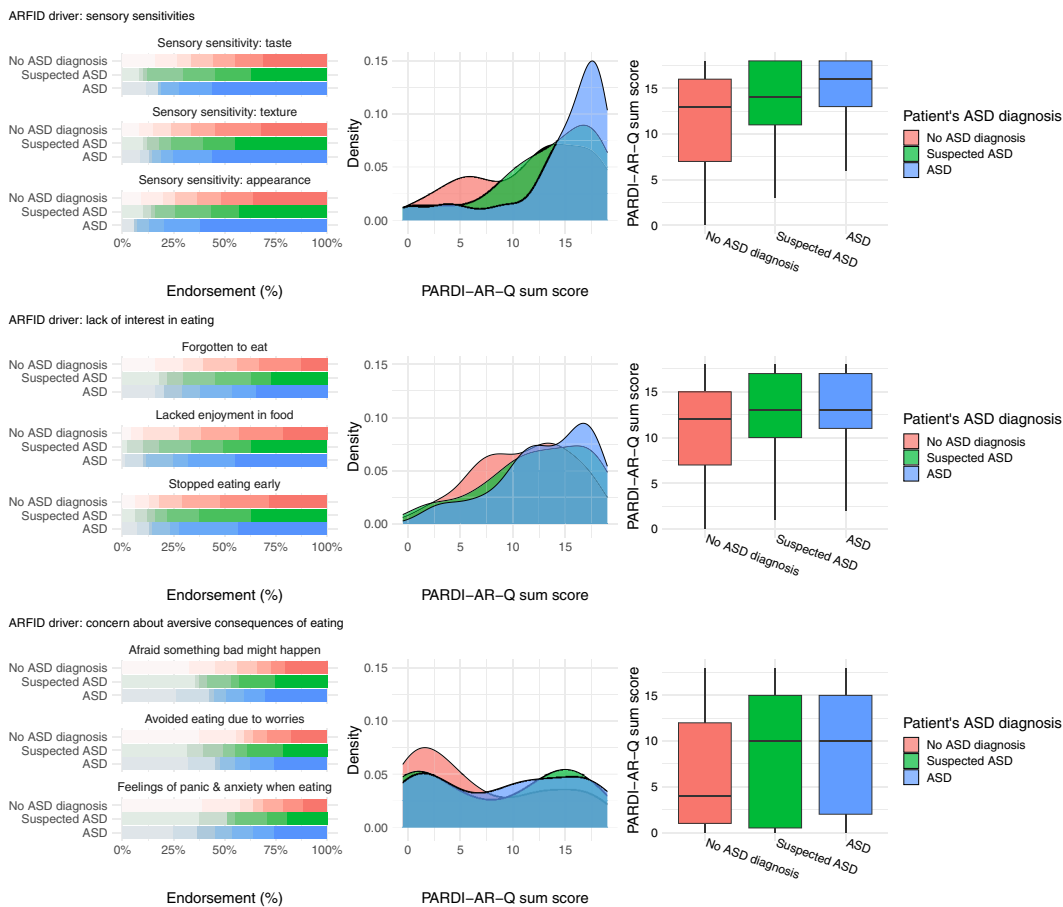 ARFID driver: sensory sensitivities
Sensory sensitivity: taste
No ASD diagnosis
Suspected ASD
ASD
Sensory sensitivity: texture
No ASD diagnosis
Suspected ASD
ASD
Sensory sensitivity: appearance
No ASD diagnosis
Suspected ASD
ASD
0% 25% 50% 75% 100%
Endorsement (%)
Density
0.15
0.10
0.05
0.00
0 5 10 15
PARDI−AR−Q sum score
PARDI−AR−Q sum score
15
10
5
0
No ASD diagnosis
Suspected ASD
ASD
Patient's ASD diagnosis
No ASD diagnosis
Suspected ASD
ASD
ARFID driver: lack of interest in eating
Forgotten to eat
No ASD diagnosis
Suspected ASD
ASD
Lacked enjoyment in food
No ASD diagnosis
Suspected ASD
ASD
Stopped eating early
No ASD diagnosis
Suspected ASD
ASD
0% 25% 50% 75% 100%
Endorsement (%)
Density
0.15
0.10
0.05
0.00
0 5 10 15
PARDI−AR−Q sum score
PARDI−AR−Q sum score
15
10
5
0
No ASD diagnosis
Suspected ASD
ASD
Patient's ASD diagnosis
No ASD diagnosis
Suspected ASD
ASD
ARFID driver: concern about aversive consequences of eating
Afraid something bad might happen
No ASD diagnosis
Suspected ASD
ASD
Avoided eating due to worries
No ASD diagnosis
Suspected ASD
ASD
Feelings of panic & anxiety when eating
No ASD diagnosis
Suspected ASD
ASD
0% 25% 50% 75% 100%
Endorsement (%)
Density
0.15
0.10
0.05
0.00
0 5 10 15
PARDI−AR−Q sum score
PARDI−AR−Q sum score
15
10
5
0
No ASD diagnosis
Suspected ASD
ASD
Patient's ASD diagnosis
No ASD diagnosis
Suspected ASD
ASD